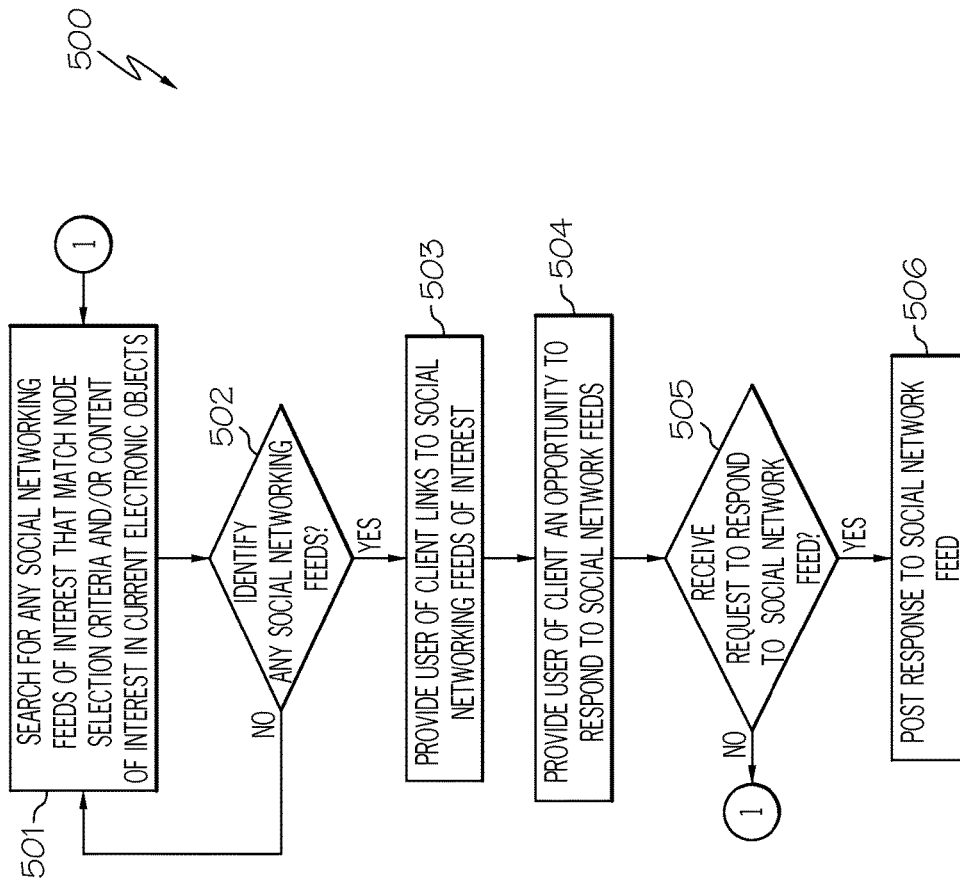 500
1
501
SEARCH FOR ANY SOCIAL NETWORKING
FEEDS OF INTEREST THAT MATCH NODE
SELECTION CRITERIA AND/OR CONTENT
OF INTEREST IN CURRENT ELECTRONIC OBJECTS
502
IDENTIFY
ANY SOCIAL NETWORKING
FEEDS?
NO
YES
503
PROVIDE USER OF CLIENT LINKS TO SOCIAL
NETWORKING FEEDS OF INTEREST
504
PROVIDE USER OF CLIENT AN OPPORTUNITY TO
RESPOND TO SOCIAL NETWORK FEEDS
505
RECEIVE
REQUEST TO RESPOND
TO SOCIAL NETWORK
FEED?
NO
YES
1
506
POST RESPONSE TO SOCIAL NETWORK
FEED